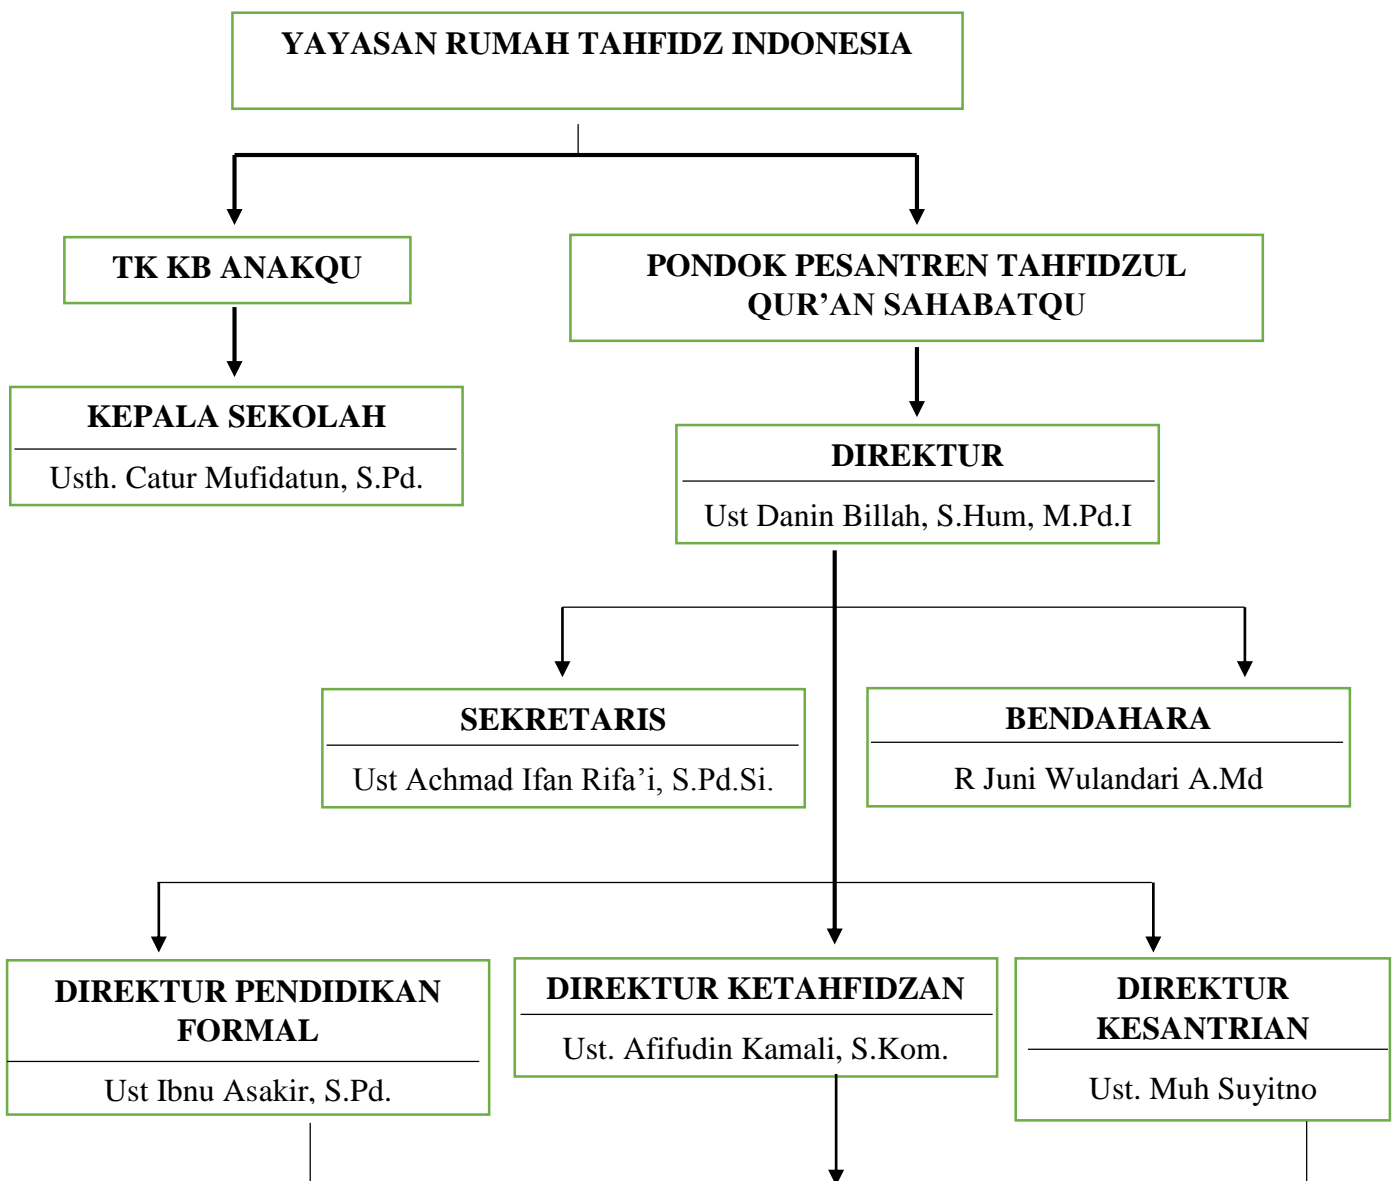 YAYASAN RUMAH TAHFIDZ INDONESIA
TK KB ANAKQU
PONDOK PESANTREN TAHFIDZUL
QUR’AN SAHABATQU
KEPALA SEKOLAH
Usth. Catur Mufidatun, S.Pd.
DIREKTUR
Ust Danin Billah, S.Hum, M.Pd.I
SEKRETARIS
Ust Achmad Ifan Rifa’i, S.Pd.Si.
BENDAHARA
R Juni Wulandari A.Md
DIREKTUR PENDIDIKAN
FORMAL
Ust Ibnu Asakir, S.Pd.
DIREKTUR KETAHFIDZAN
Ust. Afifudin Kamali, S.Kom.
DIREKTUR
KESANTRIAN
Ust. Muh Suyitno